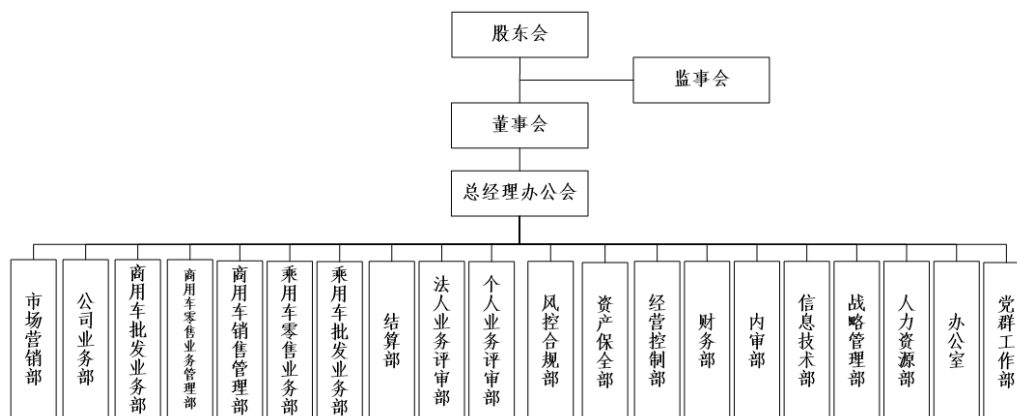 股东会
监事会
董事会
总经理办公会
市场营销部
公司业务部
商用车批发业务部
商用车零售业务管理部
商用车销售管理部
乘用车零售业务部
乘用车批发业务部
结算部
法人业务评审部
个人业务评审部
风控合规部
资产保全部
经营控制部
财务部
内审部
信息技术部
战略管理部
人力资源部
办公室
党群工作部